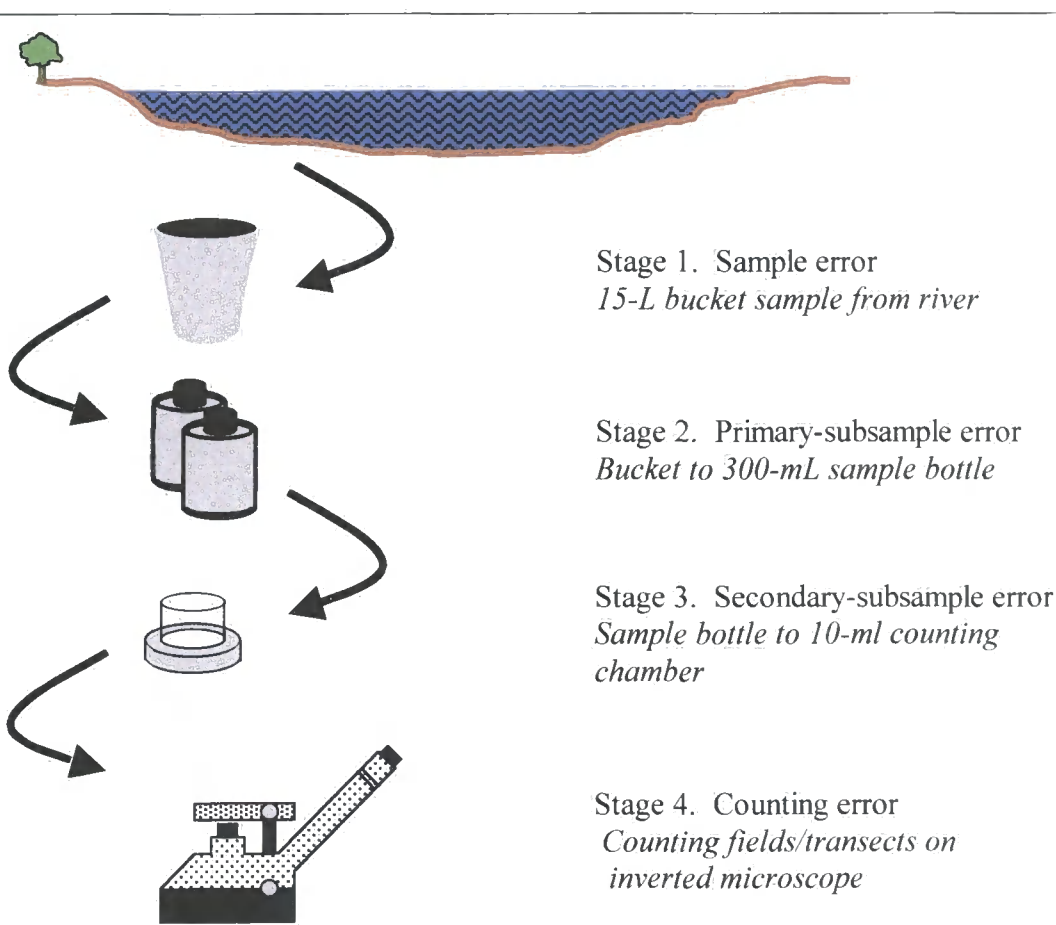 Stage 1. Sample error
15-L bucket sample from river
Stage 2. Primary-subsample error
Bucket to 300-mL sample bottle
Stage 3. Secondary-subsample error
Sample bottle to 10-ml counting
chamber
Stage 4. Counting error
Counting fields/transects on
inverted microscope